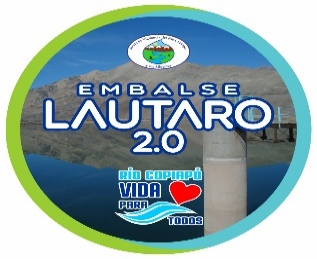 EMBALSE
LAUTARO
2.0
RÍO COPIAPÓ
VIDA
PARA
TODOS